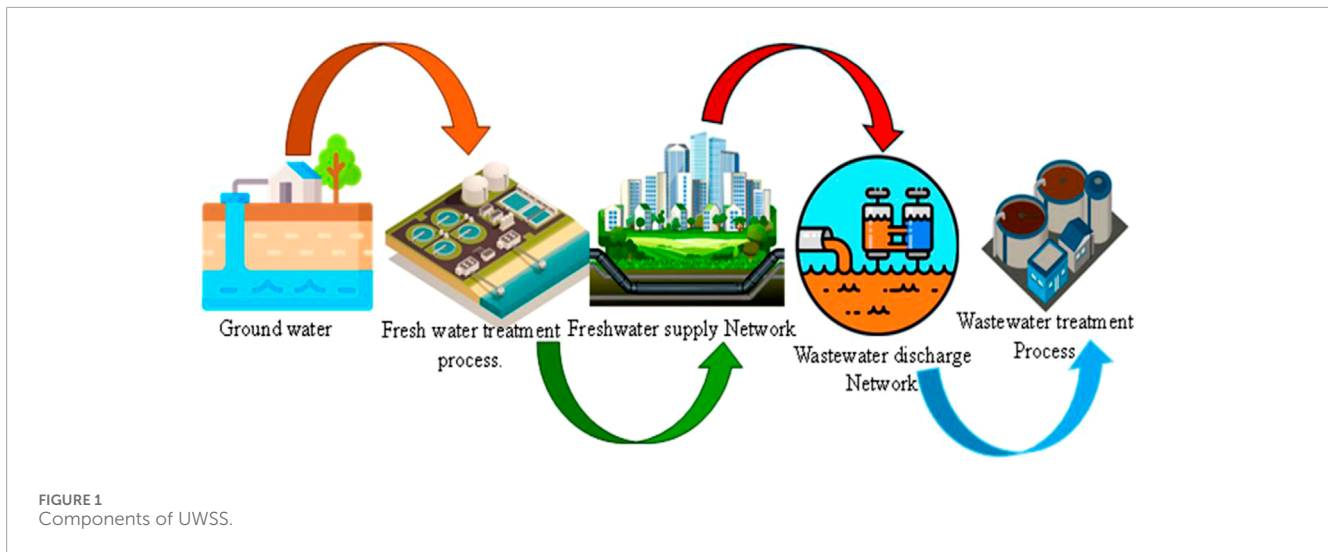 Ground water
Fresh water treatment
process.
Freshwater supply Network
Wastewater discharge
Network
Wastewater treatment
Process
FIGURE 1
Components of UWSS.